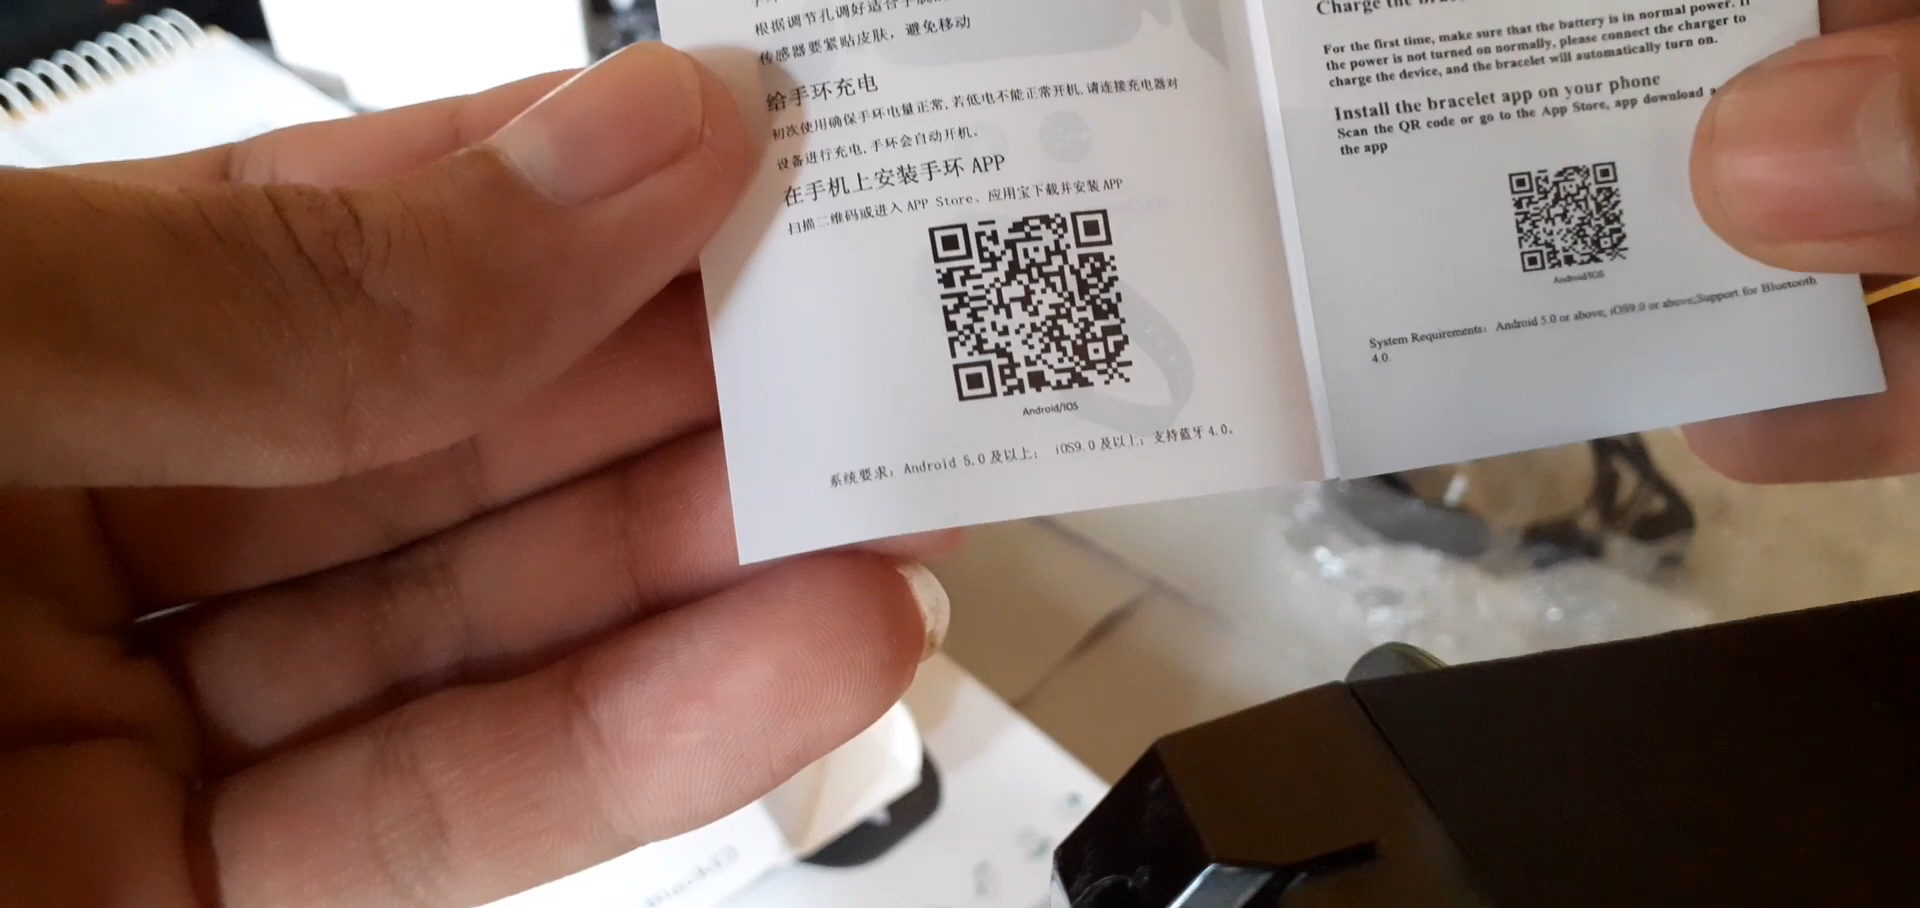 根据调节孔调好适合手腕
传感器要紧贴皮肤，避免移动
给手环充电
初次使用确保手环电量正常,若低电不能正常开机,请连接充电器对
设备进行充电,手环会自动开机。
在手机上安装手环 APP
扫描二维码或进入 APP Store、应用宝下载并安装 APP
Android/IOS
系统要求：Android 5.0 及以上； iOS9.0 及以上；支持蓝牙 4.0。
Charge the
For the first time, make sure that the battery is in normal power. If
the power is not turned on normally, please connect the charger to
charge the device, and the bracelet will automatically turn on.
Install the bracelet app on your phone
Scan the QR code or go to the App Store, app download
the app
Android/IOS
System Requirements: Android 5.0 or above; iOS9.0 or above;Support for Bluetooth
4.0.